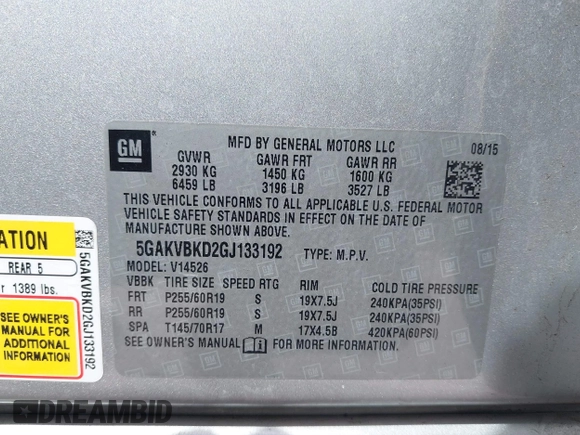 GM
MFD BY GENERAL MOTORS LLC 08/15
GVWR GAWR FRT GAWR RR
2930 KG 1450 KG 1600 KG
6459 LB 3196 LB 3527 LB
THIS VEHICLE CONFORMS TO ALL APPLICABLE U.S. FEDERAL MOTOR
VEHICLE SAFETY STANDARDS IN EFFECT ON THE DATE OF
MANUFACTURE SHOWN ABOVE.
5GAKVBKD2GJ133192 TYPE: M.P.V.
MODEL: V14526
VBBK TIRE SIZE SPEED RTG RIM COLD TIRE PRESSURE
FRT P255/60R19 S 19X7.5J 240KPA(35PSI)
RR P255/60R19 S 19X7.5J 240KPA(35PSI)
SPA T145/70R17 M 17X4.5B 420KPA(60PSI)
SEE OWNER'S MANUAL FOR MORE INFORMATION.
ATION
REAR 5
r 1389 lbs.
SEE OWNER'S
MANUAL FOR
ADDITIONAL
INFORMATION
5GAKVBKD2GJ133192
DREAMBID